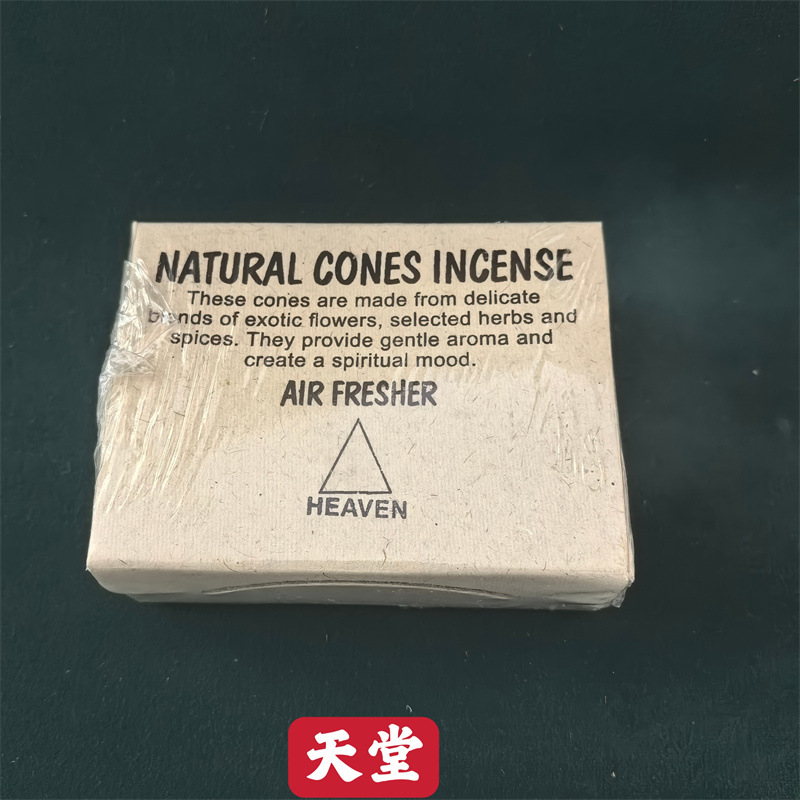 NATURAL CONES INCENSE
These cones are made from delicate
blends of exotic flowers, selected herbs and
spices. They provide gentle aroma and
create a spiritual mood.
AIR FRESHER
HEAVEN
天堂